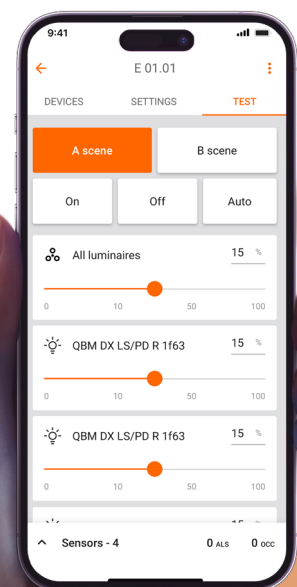 9:41
E 01.01
DEVICES SETTINGS TEST
A scene B scene
On Off Auto
All luminaires 15 %
0 10 50 100
QBM DX LS/PD R 1f63 15 %
0 10 50 100
QBM DX LS/PD R 1f63 15 %
0 10 50 100
15 %
Sensors - 4 0 ALS 0 OCC